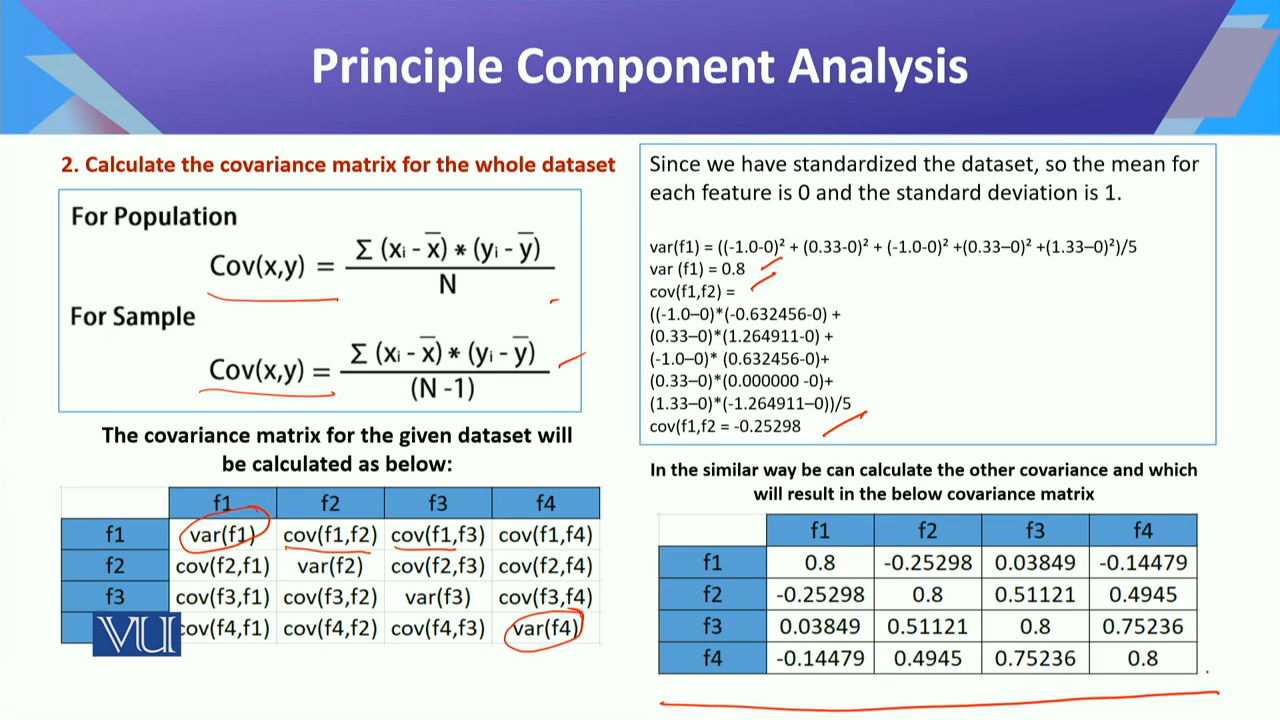 Principle Component Analysis
2. Calculate the covariance matrix for the whole dataset
For Population
Cov(x,y) = Σ (xi - x̅) * (yi - y̅)
N
For Sample
Cov(x,y) = Σ (xi - x̅) * (yi - y̅)
(N -1)
The covariance matrix for the given dataset will
be calculated as below:
f1 f2 f3 f4
f1 var(f1) cov(f1,f2) cov(f1,f3) cov(f1,f4)
f2 cov(f2,f1) var(f2) cov(f2,f3) cov(f2,f4)
f3 cov(f3,f1) cov(f3,f2) var(f3) cov(f3,f4)
VU cov(f4,f1) cov(f4,f2) cov(f4,f3) var(f4)
Since we have standardized the dataset, so the mean for
each feature is 0 and the standard deviation is 1.
var(f1) = ((-1.0-0)² + (0.33-0)² + (-1.0-0)² +(0.33–0)² +(1.33–0)²)/5
var (f1) = 0.8
cov(f1,f2) =
((-1.0–0)*(-0.632456-0) +
(0.33–0)*(1.264911-0) +
(-1.0–0)* (0.632456-0)+
(0.33–0)*(0.000000 -0)+
(1.33–0)*(-1.264911–0))/5
cov(f1,f2 = -0.25298
In the similar way be can calculate the other covariance and which
will result in the below covariance matrix
f1 f2 f3 f4
f1 0.8 -0.25298 0.03849 -0.14479
f2 -0.25298 0.8 0.51121 0.4945
f3 0.03849 0.51121 0.8 0.75236
f4 -0.14479 0.4945 0.75236 0.8